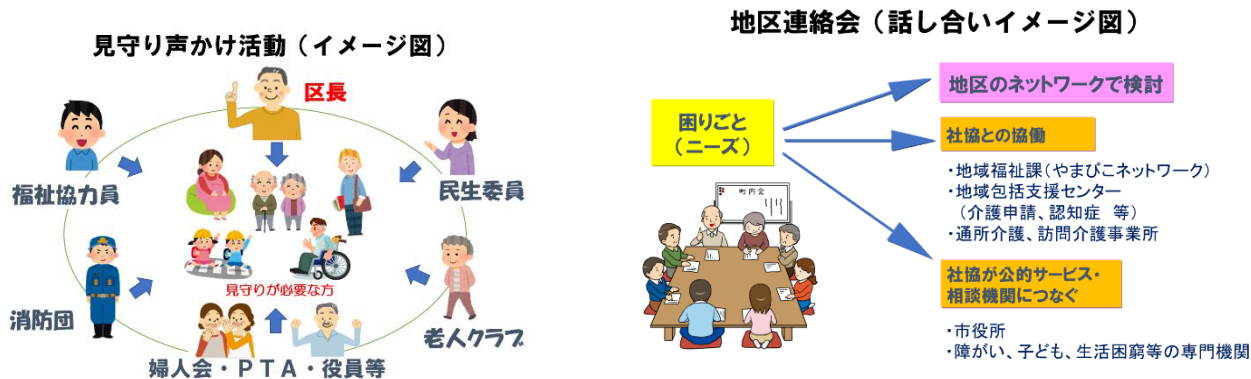 見守り声かけ活動（イメージ図）
区長
福祉協力員
民生委員
消防団
見守りが必要な方
老人クラブ
婦人会・ＰＴＡ・役員等
地区連絡会（話し合いイメージ図）
困りごと
（ニーズ）
町内会
地区のネットワークで検討
社協との協働
・地域福祉課（やまびこネットワーク）
・地域包括支援センター
（介護申請、認知症　等）
・通所介護、訪問介護事業所
社協が公的サービス・
相談機関につなぐ
・市役所
・障がい、子ども、生活困窮等の専門機関